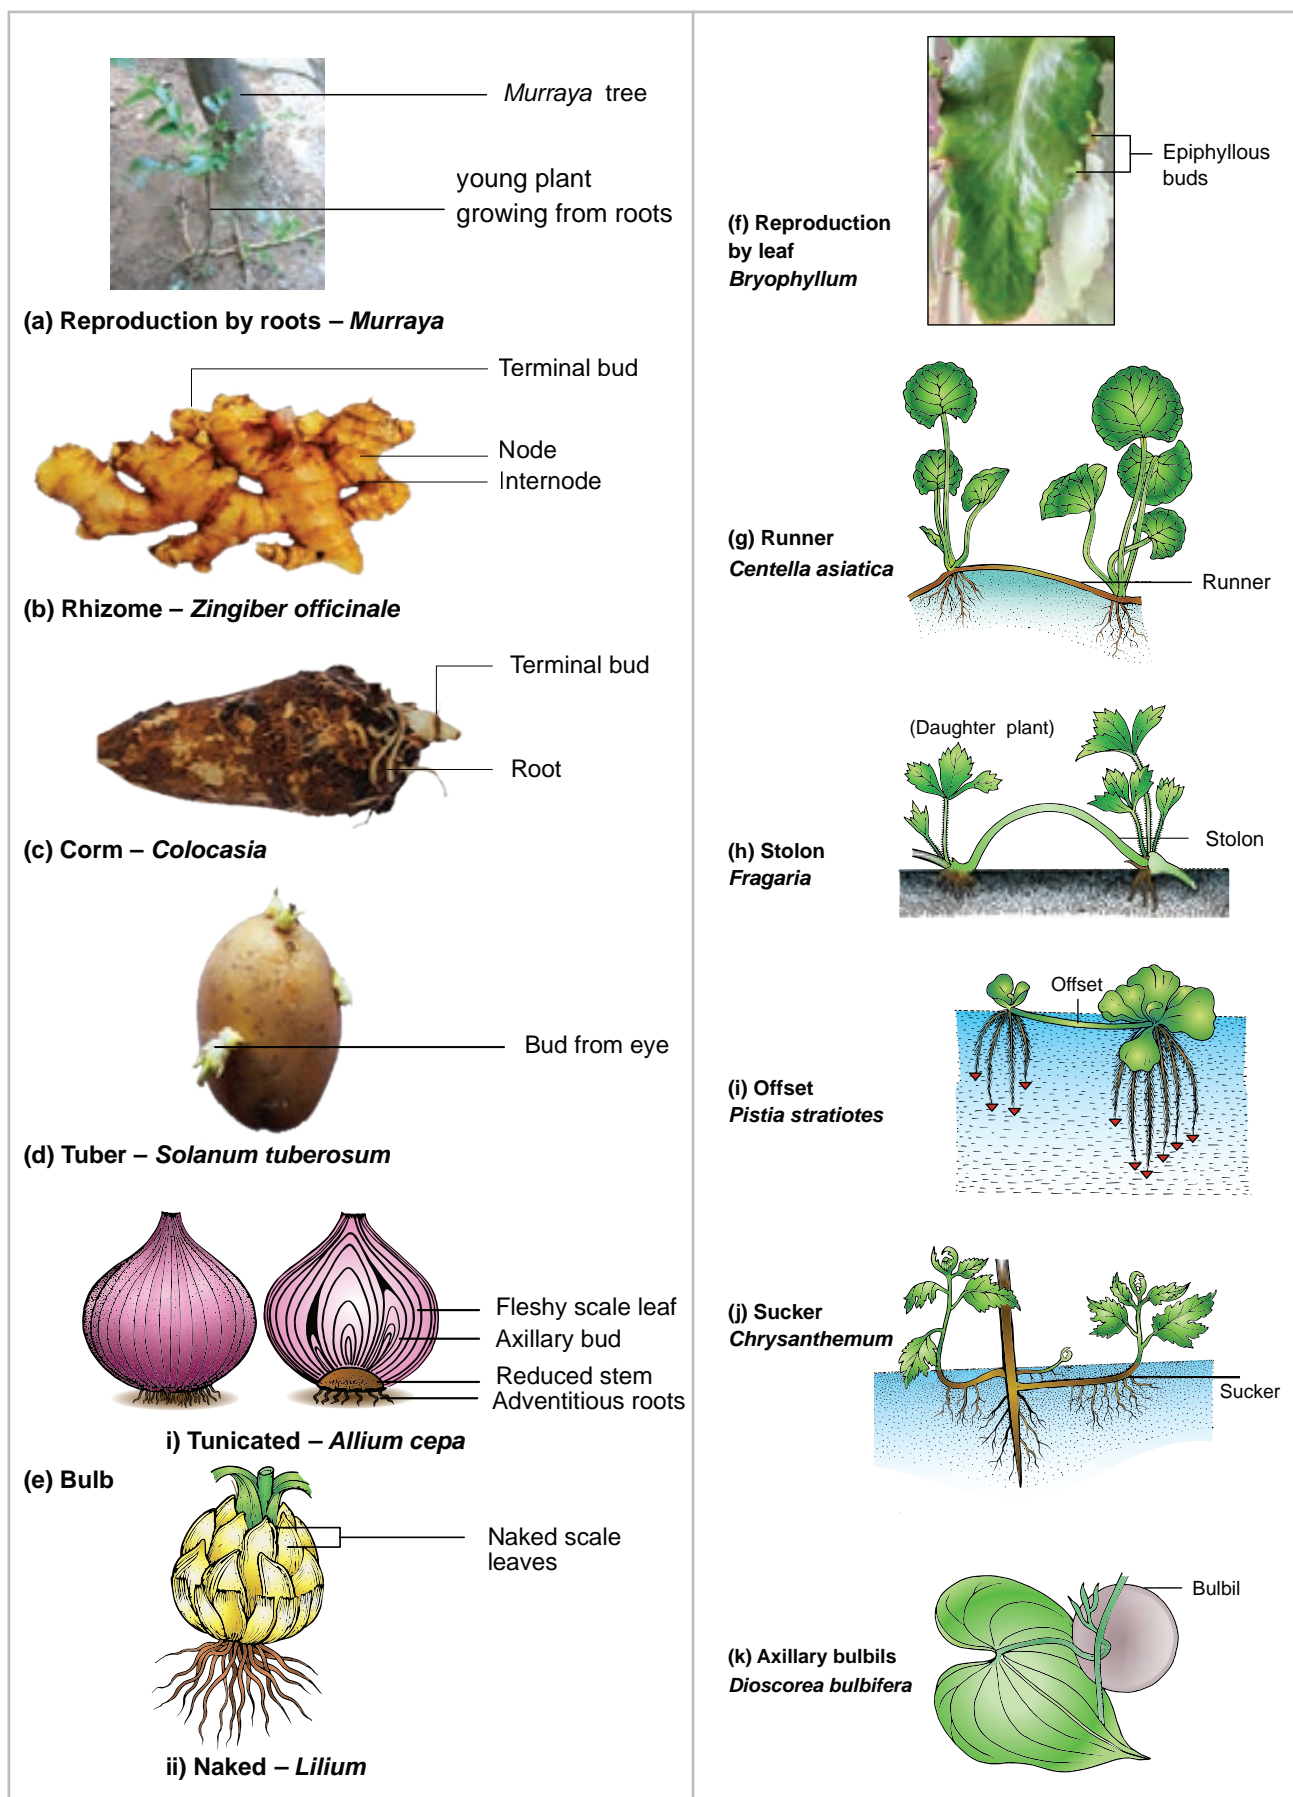 Murraya tree
young plant
growing from roots
(a) Reproduction by roots – Murraya
Terminal bud
Node
Internode
(b) Rhizome – Zingiber officinale
Terminal bud
Root
(c) Corm – Colocasia
Bud from eye
(d) Tuber – Solanum tuberosum
Fleshy scale leaf
Axillary bud
Reduced stem
Adventitious roots
i) Tunicated – Allium cepa
(e) Bulb
Naked scale
leaves
ii) Naked – Lilium
Epiphyllous
buds
(f) Reproduction
by leaf
Bryophyllum
(g) Runner
Centella asiatica
Runner
(Daughter plant)
Stolon
(h) Stolon
Fragaria
Offset
(i) Offset
Pistia stratiotes
(j) Sucker
Chrysanthemum
Sucker
Bulbil
(k) Axillary bulbils
Dioscorea bulbifera